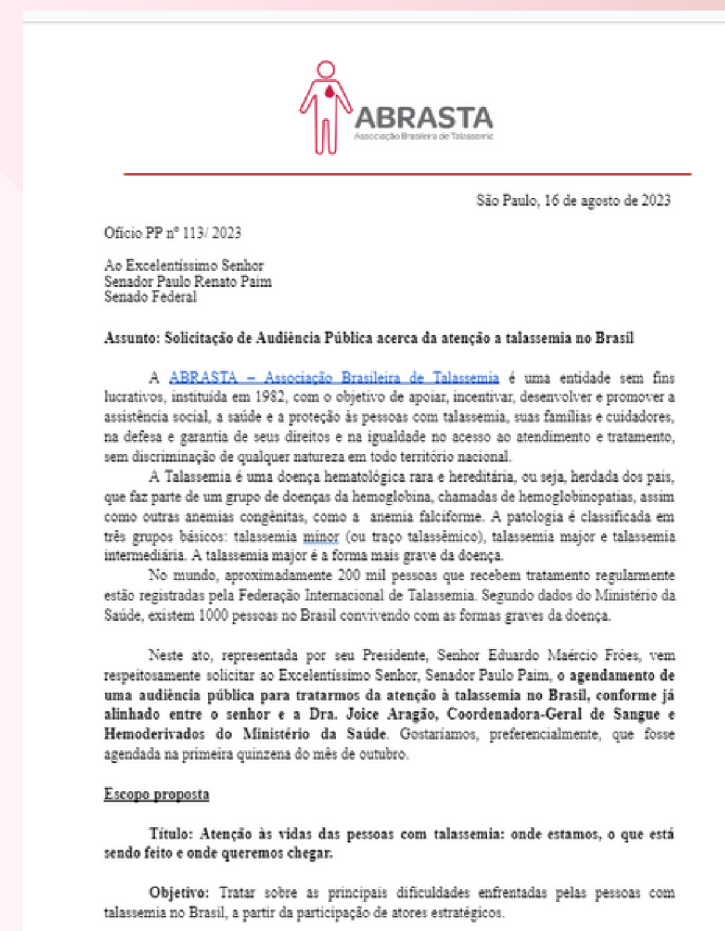 ABRASTA
Associação Brasileira de Talassemia
São Paulo, 16 de agosto de 2023
Ofício PP nº 113/ 2023
Ao Excelentíssimo Senhor
Senador Paulo Renato Paim
Senado Federal
Assunto: Solicitação de Audiência Pública acerca da atenção a talassemia no Brasil
A ABRASTA – Associação Brasileira de Talassemia é uma entidade sem fins
lucrativos, instituída em 1982, com o objetivo de apoiar, incentivar, desenvolver e promover a
assistência social, a saúde e a proteção às pessoas com talassemia, suas famílias e cuidadores,
na defesa e garantia de seus direitos e na igualdade no acesso ao atendimento e tratamento,
sem discriminação de qualquer natureza em todo território nacional.
A Talassemia é uma doença hematológica rara e hereditária, ou seja, herdada dos pais,
que faz parte de um grupo de doenças da hemoglobina, chamadas de hemoglobinopatias, assim
como outras anemias congênitas, como a anemia falciforme. A patologia é classificada em
três grupos básicos: talassemia minor (ou traço talassêmico), talassemia major e talassemia
intermediária. A talassemia major é a forma mais grave da doença.
No mundo, aproximadamente 200 mil pessoas que recebem tratamento regularmente
estão registradas pela Federação Internacional de Talassemia. Segundo dados do Ministério da
Saúde, existem 1000 pessoas no Brasil convivendo com as formas graves da doença.
Neste ato, representada por seu Presidente, Senhor Eduardo Maércio Fróes, vem
respeitosamente solicitar ao Excelentíssimo Senhor, Senador Paulo Paim, o agendamento de
uma audiência pública para tratarmos da atenção à talassemia no Brasil, conforme já
alinhado entre o senhor e a Dra. Joice Aragão, Coordenadora-Geral de Sangue e
Hemoderivados do Ministério da Saúde. Gostaríamos, preferencialmente, que fosse
agendada na primeira quinzena do mês de outubro.
Escopo proposta
Título: Atenção às vidas das pessoas com talassemia: onde estamos, o que está
sendo feito e onde queremos chegar.
Objetivo: Tratar sobre as principais dificuldades enfrentadas pelas pessoas com
talassemia no Brasil, a partir da participação de atores estratégicos.